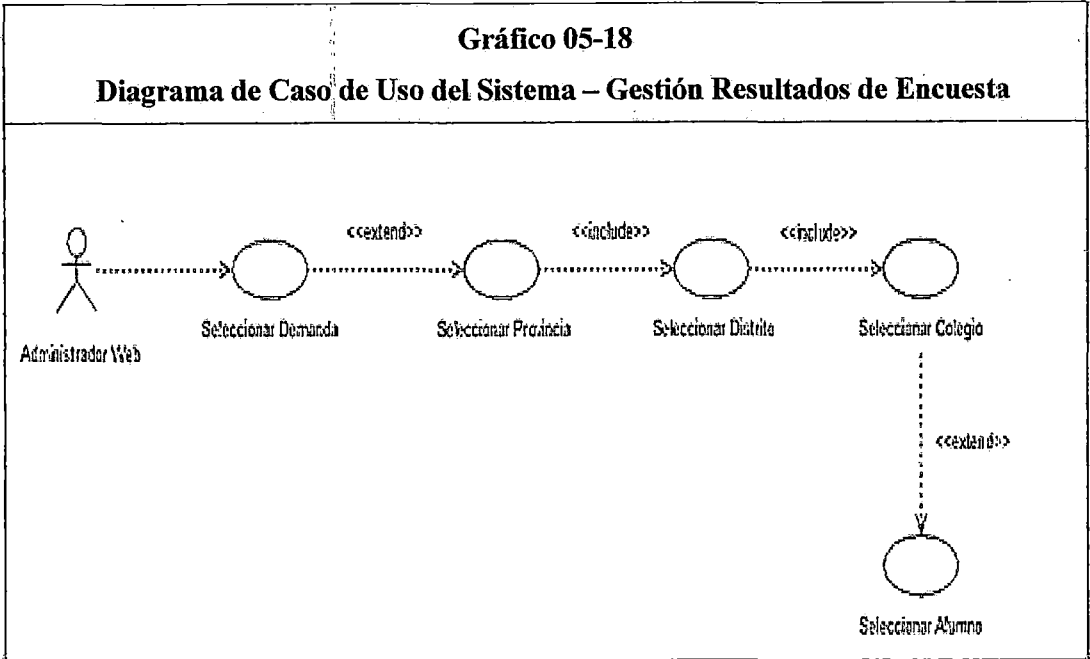 Gráfico 05-18
Diagrama de Caso de Uso del Sistema – Gestión Resultados de Encuesta
<<extend>>
<<include>>
<<include>>
Seleccionar Demanda
Seleccionar Provincia
Seleccionar Distrito
Seleccionar Colegio
Administrador Web
<<extend>>
Seleccionar Alumno